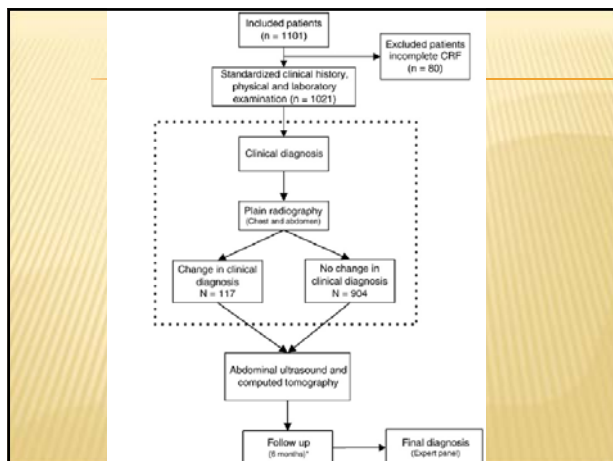 Included patients
(n = 1101)
Excluded patients
incomplete CRF
(n = 80)
Standardized clinical history,
physical and laboratory
examination (n = 1021)
Clinical diagnosis
Plain radiography
(Chest and abdomen)
Change in clinical
diagnosis
N = 117
No change in
clinical diagnosis
N = 904
Abdominal ultrasound and
computed tomography
Follow up
(6 months)*
Final diagnosis
(Expert panel)